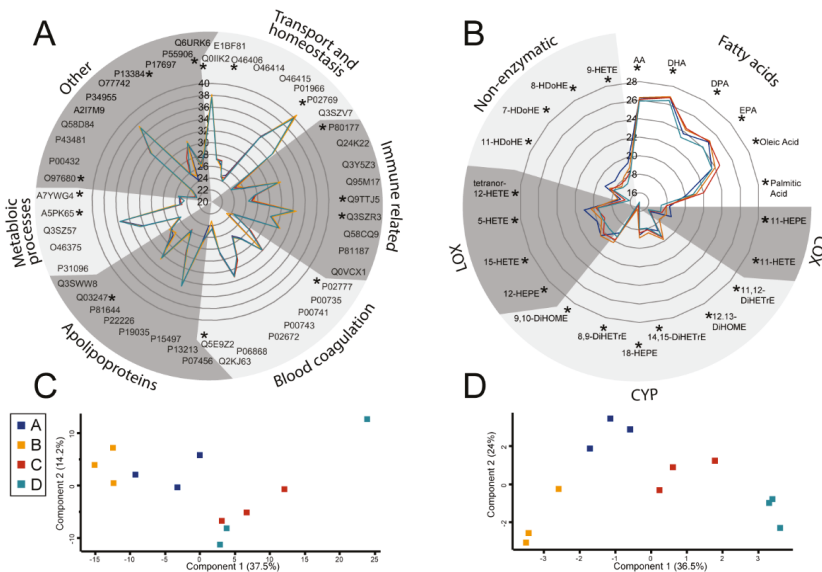 A
Transport and homeostasis
Q6URK6
E1BF81
P55906 *
Q0IIK2 *
O46406 *
P17697
O46414
P13384 *
O46415
O77742
P01966
P34955
* P02769
A2I7M9
Q3SZV7
Q58D84
* P80177
P43481
Q24K22
P00432
Q3Y5Z3
O97680 *
Q95M17
A7YWG4 *
* Q9TTJ5
A5PK65 *
* Q3SZR3
Q3SZ57
Q58CQ9
O46375
P81187
P31096
Q0VCX1
Q3SWW8
* P02777
Q03247 *
P00735
P81644
P00741
P22226
P00743
P19035
P02672
P15497
P06868
P13213
Q5E9Z2 *
P07456
Q2KJ63
Other
Immune related
Metabloic processes
Apolipoproteins
Blood coagulation
40
38
36
34
32
30
28
26
24
22
20
B
Non-enzymatic
Fatty acids
9-HETE *
AA *
DHA *
8-HDoHE *
DPA *
7-HDoHE *
EPA *
11-HDoHE *
* Oleic Acid
tetranor-
12-HETE *
* Palmitic
Acid
5-HETE *
* 11-HEPE
15-HETE *
* 11-HETE
12-HEPE *
* 11,12-
DiHETrE
9,10-DiHOME *
* 12.13-
DiHOME
* 8,9-DiHETrE
* 14,15-DiHETrE
* 18-HEPE
LOX
COX
CYP
28
26
24
22
20
18
16
C
A
B
C
D
Component 2 (14.2%)
10
0
-10
-15
-10
-5
0
5
10
15
20
25
Component 1 (37.5%)
D
Component 2 (24%)
2
0
-2
-3
-2
-1
0
1
2
3
Component 1 (36.5%)